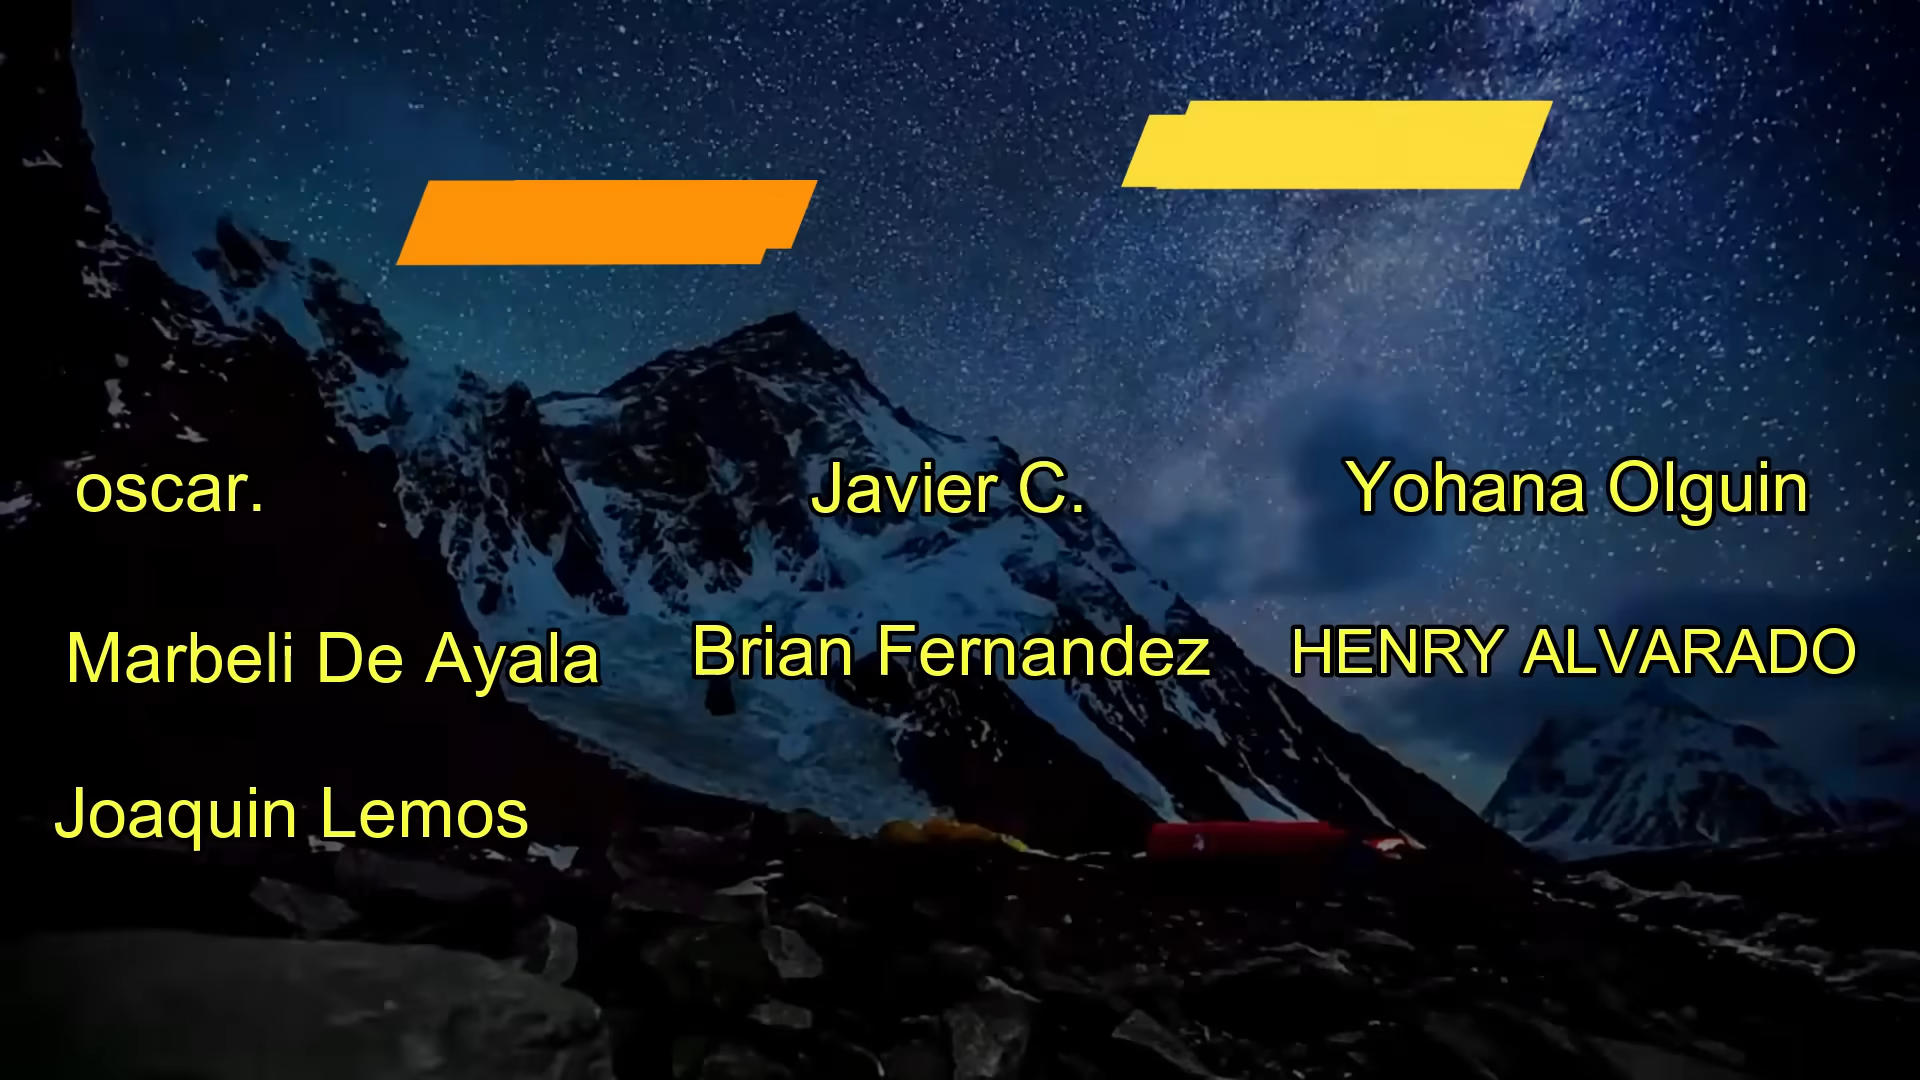 oscar.
Javier C.
Yohana Olguin
Marbeli De Ayala
Brian Fernandez
HENRY ALVARADO
Joaquin Lemos